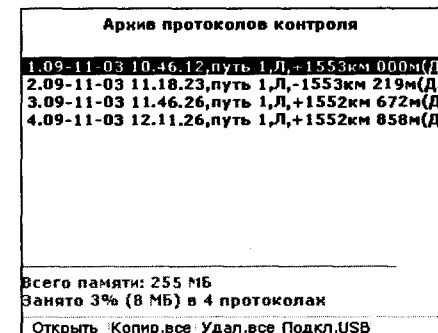 Архив протоколов контроля
1.09-11-03 10.46.12,путь 1,Л,+1553км 000м(Д
2.09-11-03 11.18.23,путь 1,Л,-1553км 219м(Д
3.09-11-03 11.46.26,путь 1,Л,+1552км 672м(Д
4.09-11-03 12.11.26,путь 1,Л,+1552км 858м(Д
Всего памяти: 255 МБ
Занято 3% (8 МБ) в 4 протоколах
Открыть Копир.все Удал.все Подкл.USB